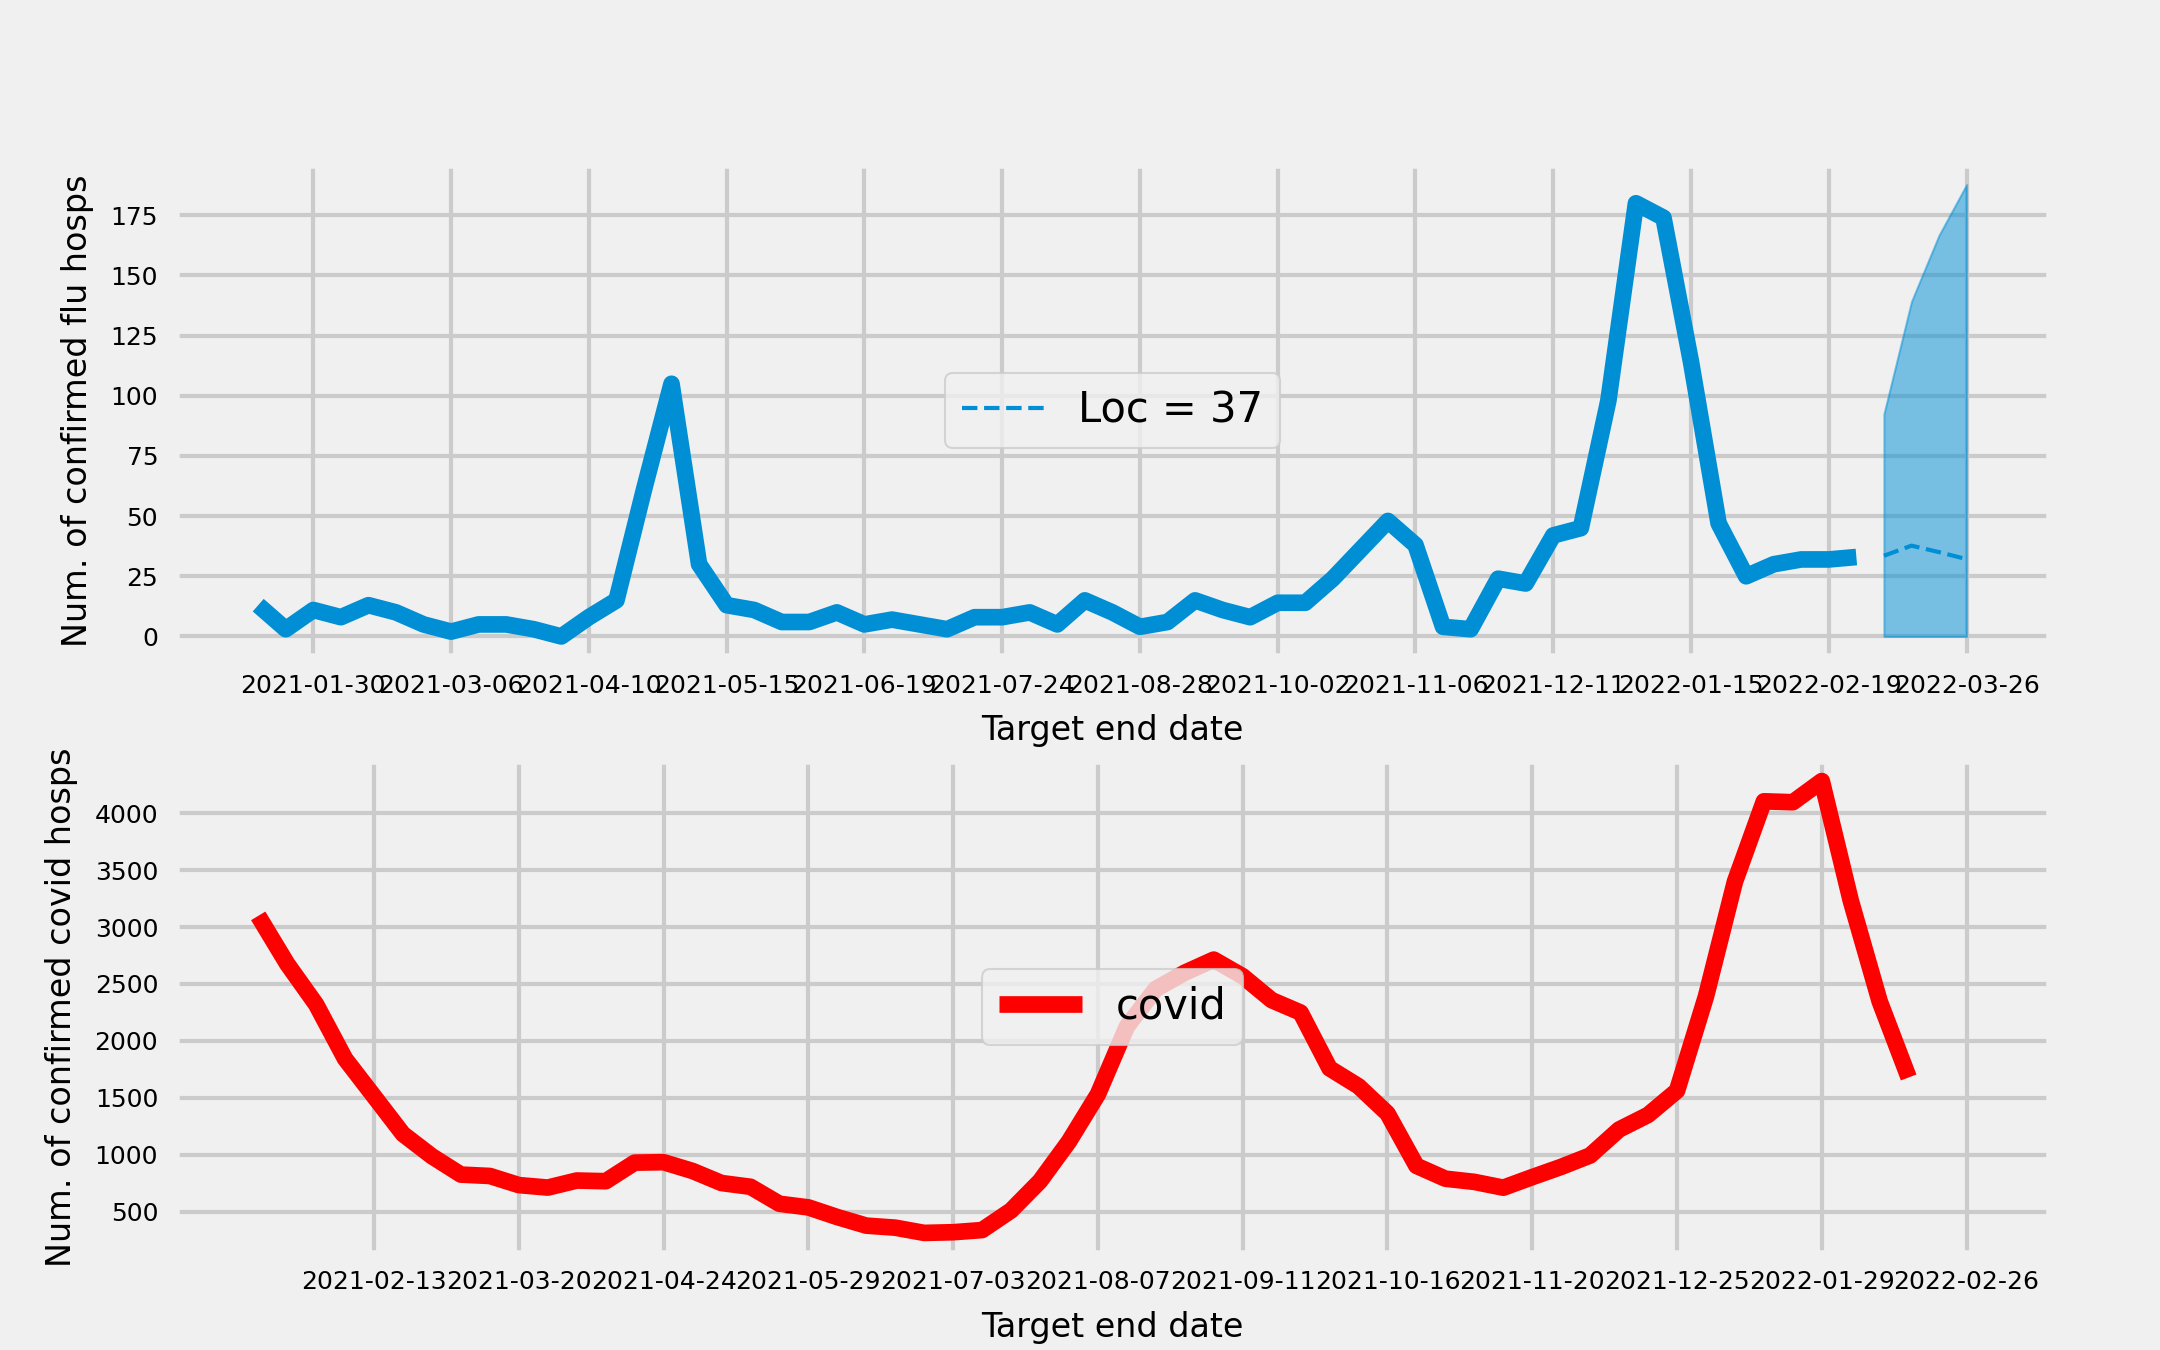 Num. of confirmed flu hosps
175
150
125
100
75
50
25
0
Loc = 37
2021-01-30 2021-03-06 2021-04-10 2021-05-15 2021-06-19 2021-07-24 2021-08-28 2021-10-02 2021-11-06 2021-12-11 2022-01-15 2022-02-19 2022-03-26
Target end date
Num. of confirmed covid hosps
4000
3500
3000
2500
2000
1500
1000
500
covid
2021-02-13 2021-03-20 2021-04-24 2021-05-29 2021-07-03 2021-08-07 2021-09-11 2021-10-16 2021-11-20 2021-12-25 2022-01-29 2022-02-26
Target end date